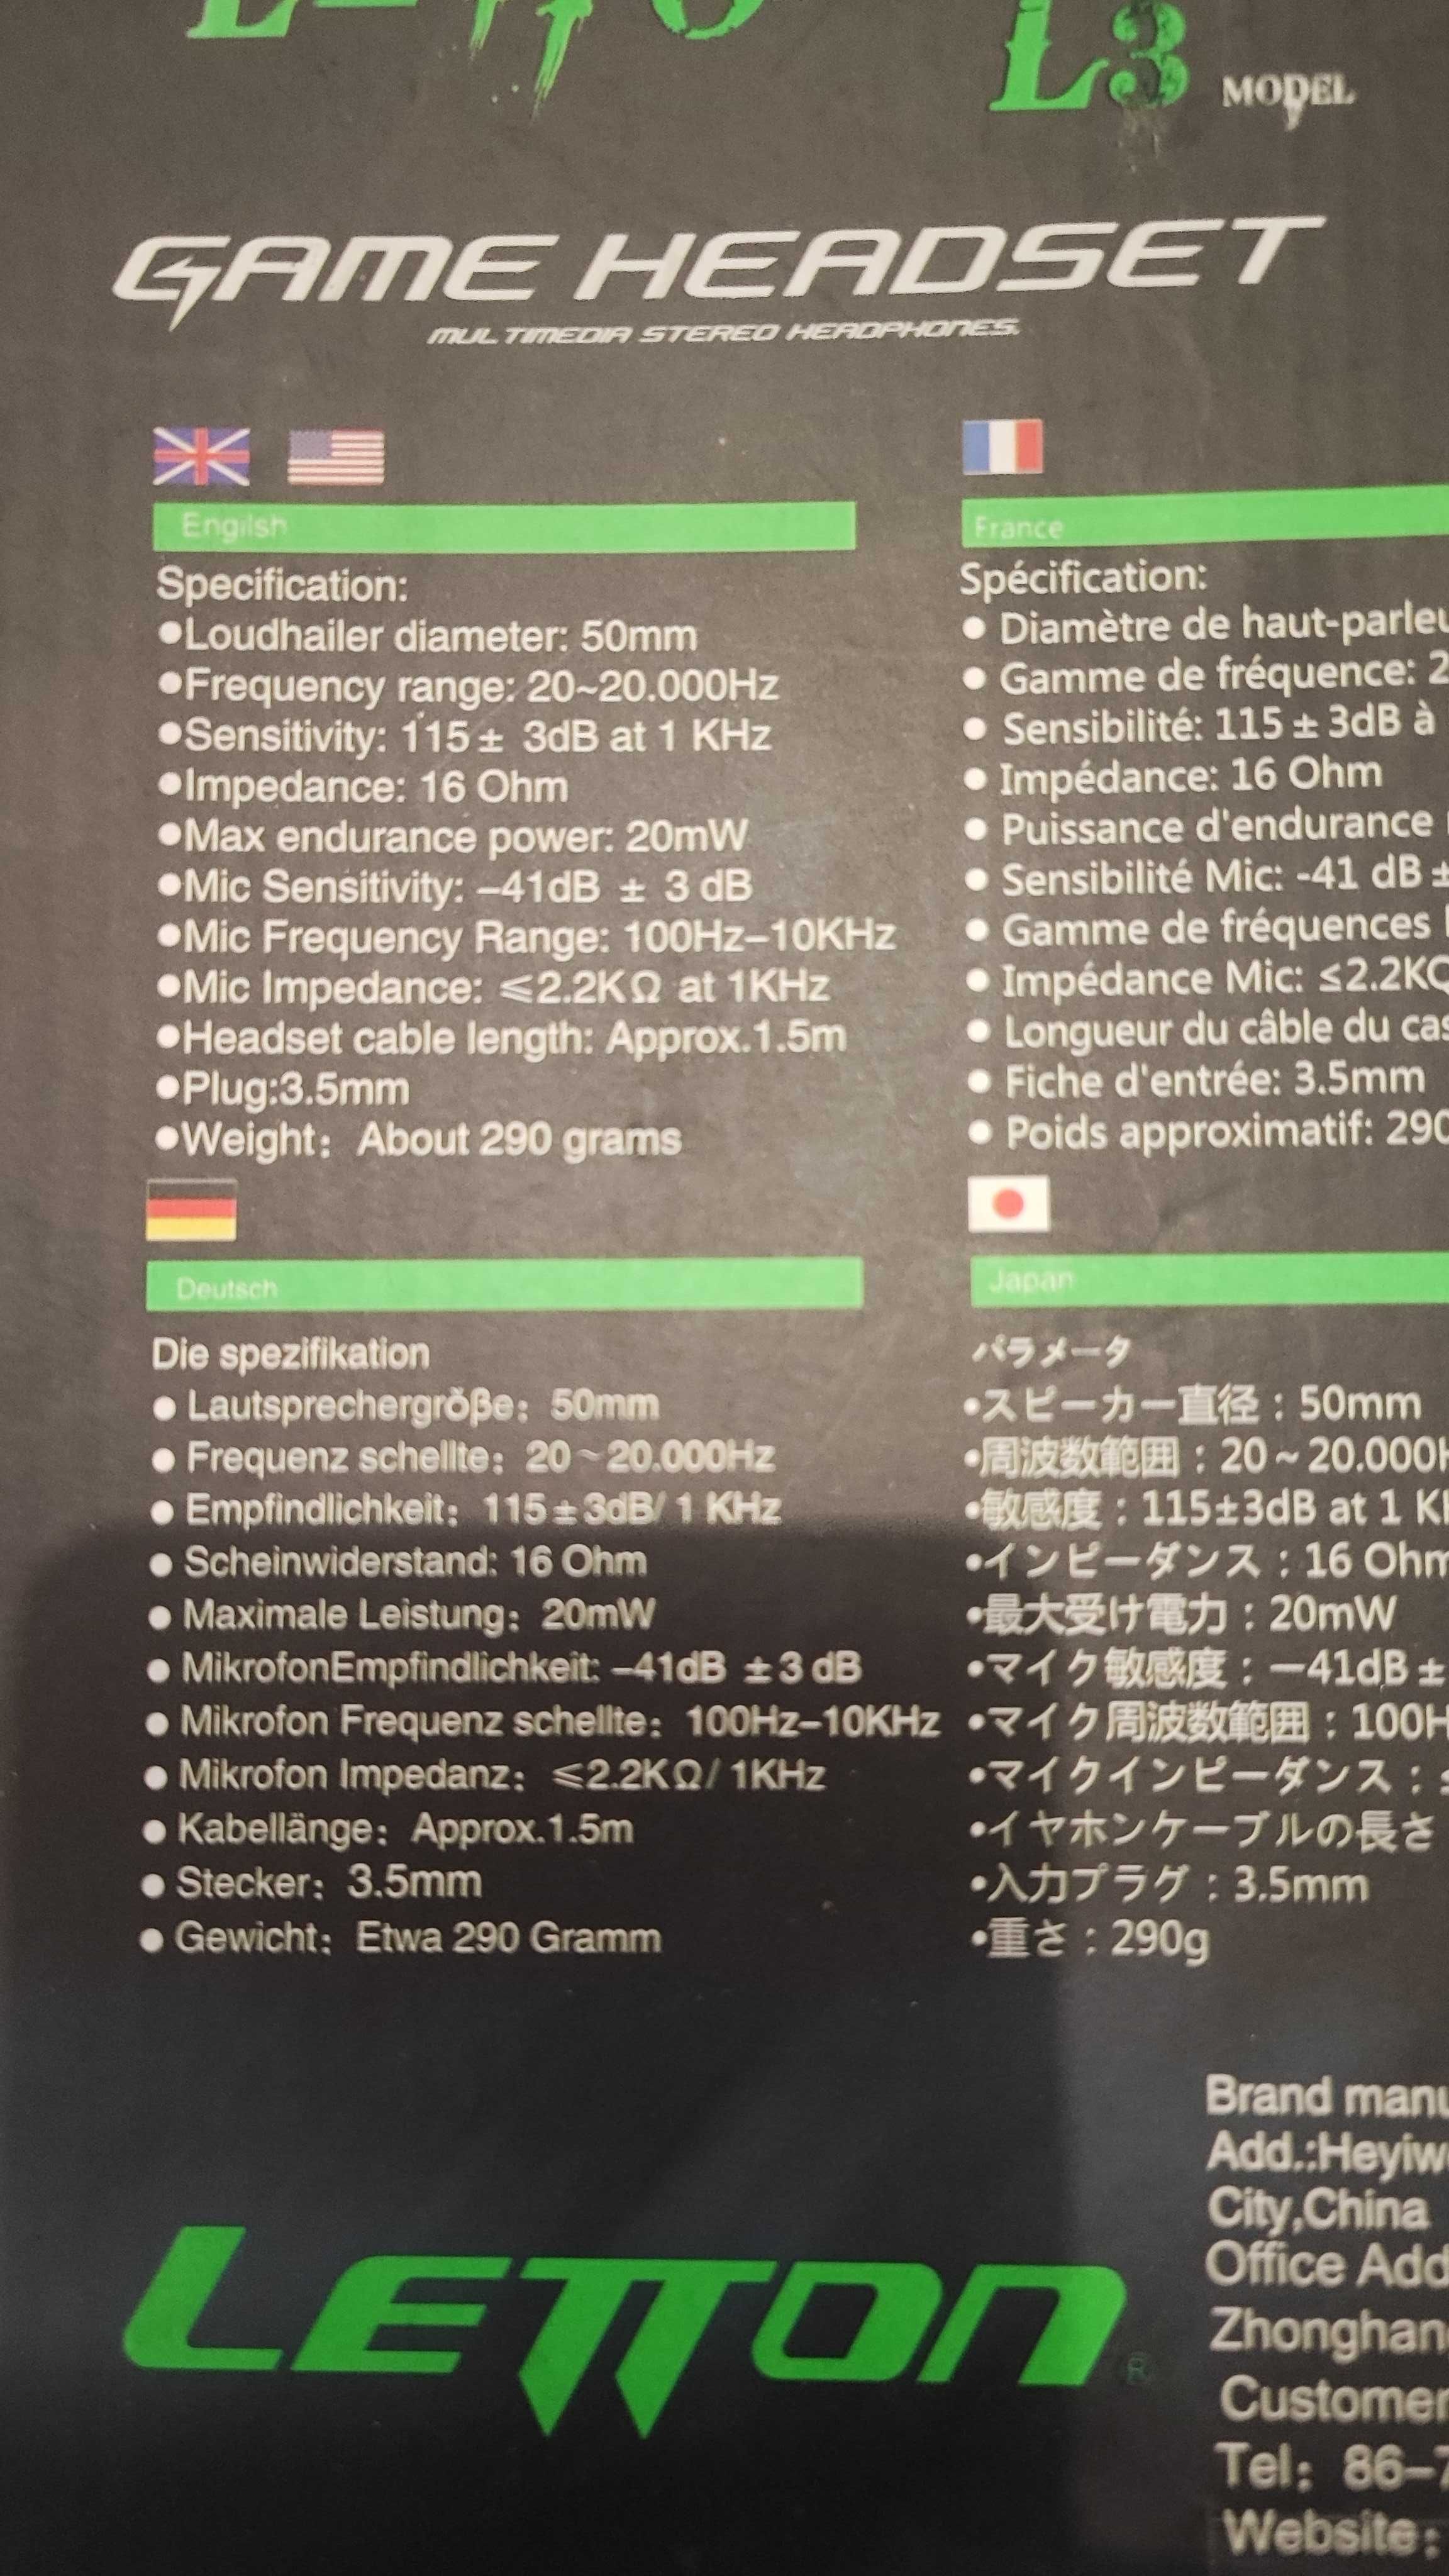 L3 MODEL
GAME HEADSET
MULTIMEDIA STEREO HEADPHONES.
Engilsh
Specification:
●Loudhailer diameter: 50mm
●Frequency range: 20~20.000Hz
●Sensitivity: 115± 3dB at 1 KHz
●Impedance: 16 Ohm
●Max endurance power: 20mW
●Mic Sensitivity: –41dB ± 3 dB
●Mic Frequency Range: 100Hz–10KHz
●Mic Impedance: ≤2.2KΩ at 1KHz
●Headset cable length: Approx.1.5m
●Plug:3.5mm
●Weight: About 290 grams
France
Spécification:
● Diamètre de haut-parleu
● Gamme de fréquence: 2
● Sensibilité: 115 ± 3dB à
● Impédance: 16 Ohm
● Puissance d'endurance
● Sensibilité Mic: -41 dB ±
● Gamme de fréquences
● Impédance Mic: ≤2.2KΩ
● Longueur du câble du cas
● Fiche d'entrée: 3.5mm
● Poids approximatif: 290
Deutsch
Die spezifikation
● Lautsprechergrǒβe: 50mm
● Frequenz schellte: 20~20.000Hz
● Empfindlichkeit: 115±3dB/ 1 KHz
● Scheinwiderstand: 16 Ohm
● Maximale Leistung: 20mW
● MikrofonEmpfindlichkeit: –41dB ±3 dB
● Mikrofon Frequenz schellte: 100Hz–10KHz
● Mikrofon Impedanz: ≤2.2KΩ/ 1KHz
● Kabellänge: Approx.1.5m
● Stecker: 3.5mm
● Gewicht: Etwa 290 Gramm
Japan
パラメータ
•スピーカー直径：50mm
•周波数範囲：20～20.000H
•敏感度：115±3dB at 1 KH
•インピーダンス：16 Ohm
•最大受け電力：20mW
•マイク敏感度：－41dB±
•マイク周波数範囲：100H
•マイクインピーダンス：≤
•イヤホンケーブルの長さ
•入力プラグ：3.5mm
•重さ：290g
LETTON ®
Brand manu
Add.:Heyiw
City,China
Office Add
Zhonghan
Customer
Tel: 86–7
Website: